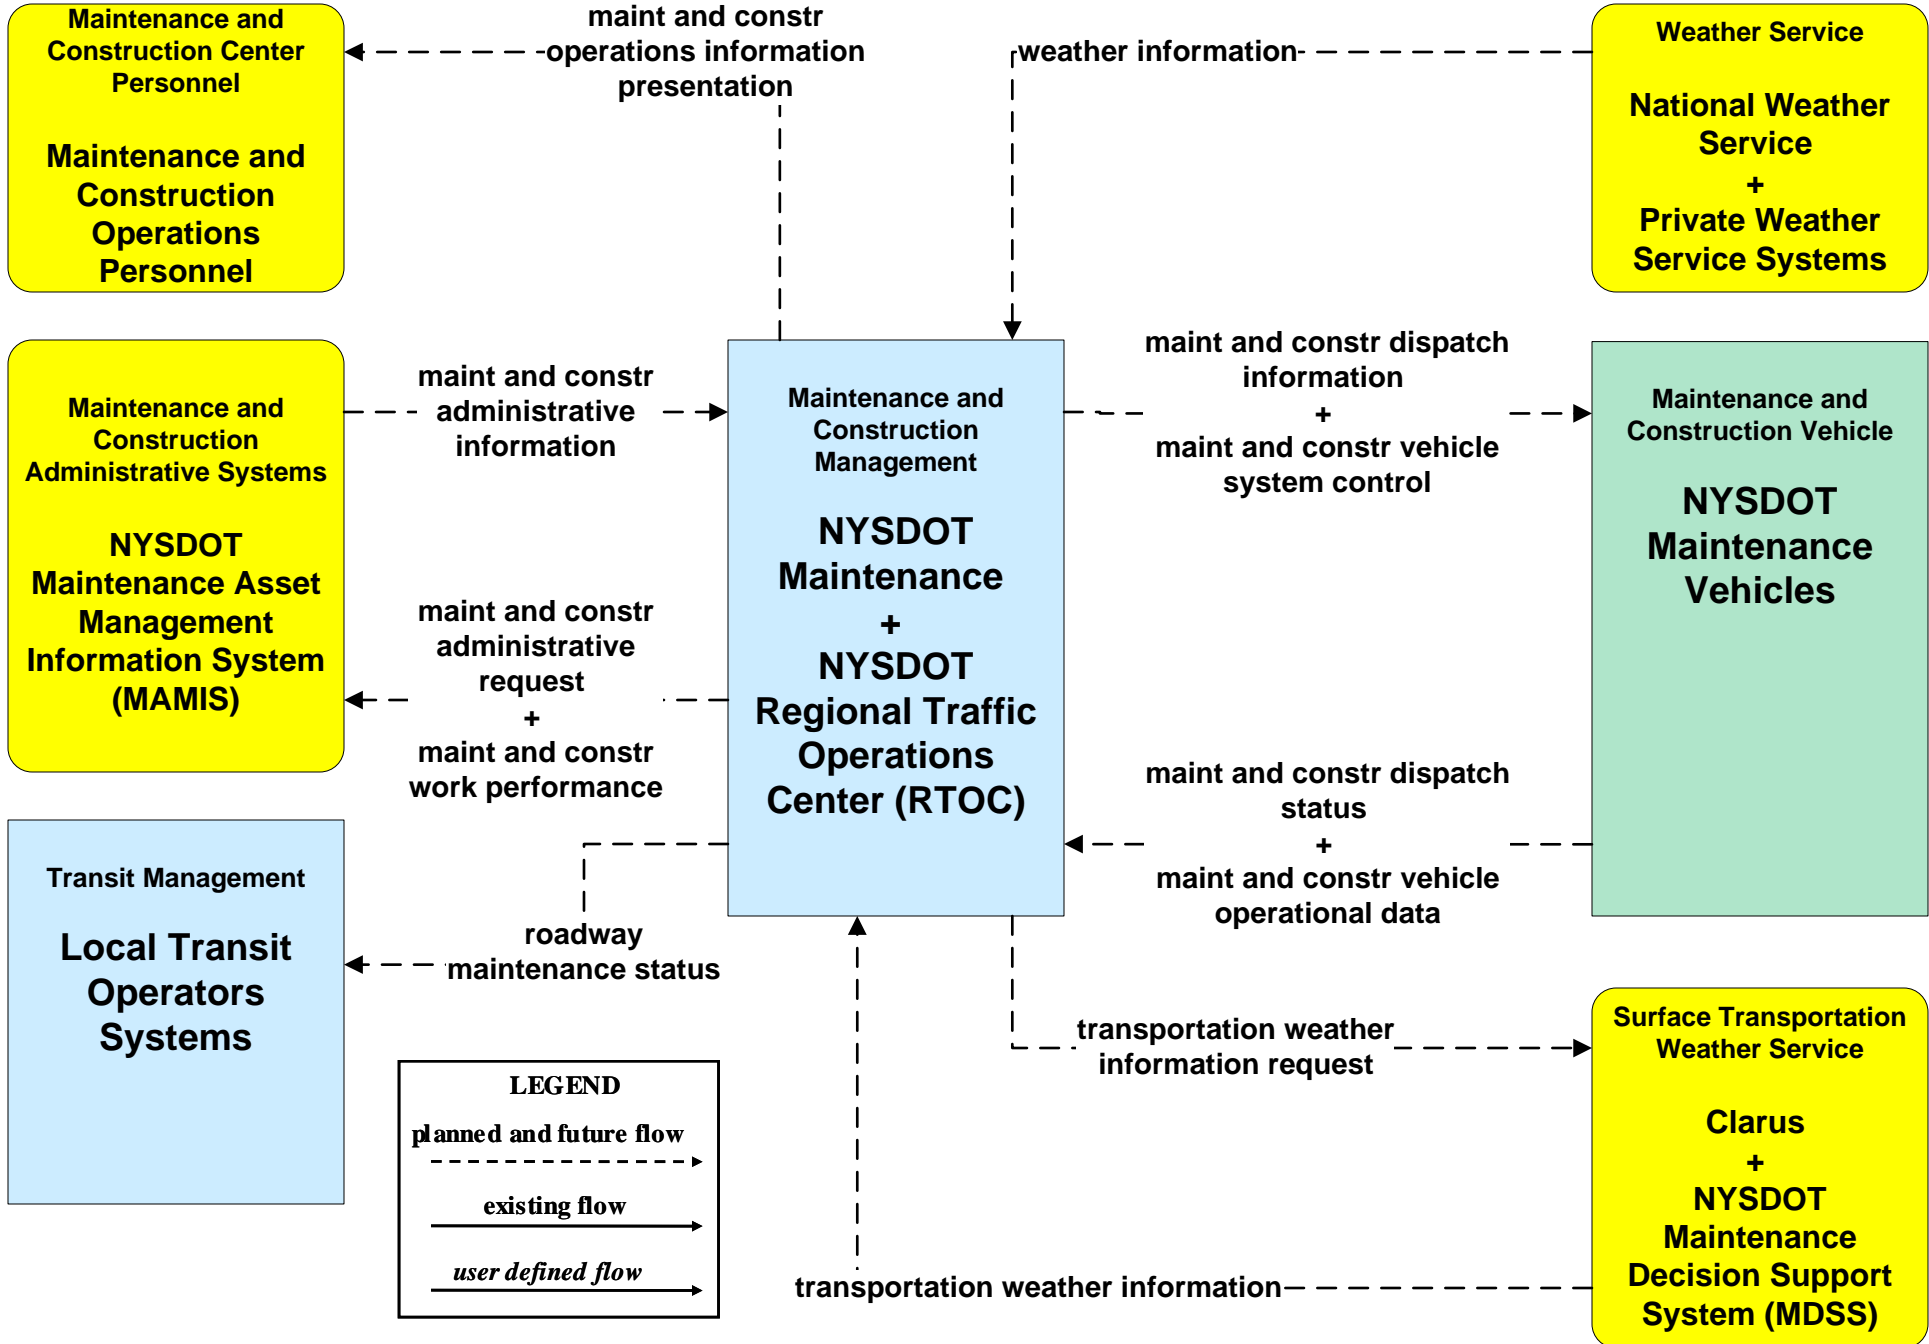 Maintenance and
Construction Center
Personnel
Maintenance and
Construction
Operations
Personnel
maint and constr
operations information
presentation
weather information
Weather Service
National Weather
Service
+
Private Weather
Service Systems
Maintenance and
Construction
Administrative Systems
NYSDOT
Maintenance Asset
Management
Information System
(MAMIS)
maint and constr
administrative
information
maint and constr
administrative
request
+
maint and constr
work performance
Maintenance and
Construction
Management
NYSDOT
Maintenance
+
NYSDOT
Regional Traffic
Operations
Center (RTOC)
maint and constr dispatch
information
+
maint and constr vehicle
system control
maint and constr dispatch
status
+
maint and constr vehicle
operational data
Maintenance and
Construction Vehicle
NYSDOT
Maintenance
Vehicles
Transit Management
Local Transit
Operators
Systems
roadway
maintenance status
transportation weather
information request
transportation weather information
Surface Transportation
Weather Service
Clarus
+
NYSDOT
Maintenance
Decision Support
System (MDSS)
LEGEND
planned and future flow
existing flow
user defined flow